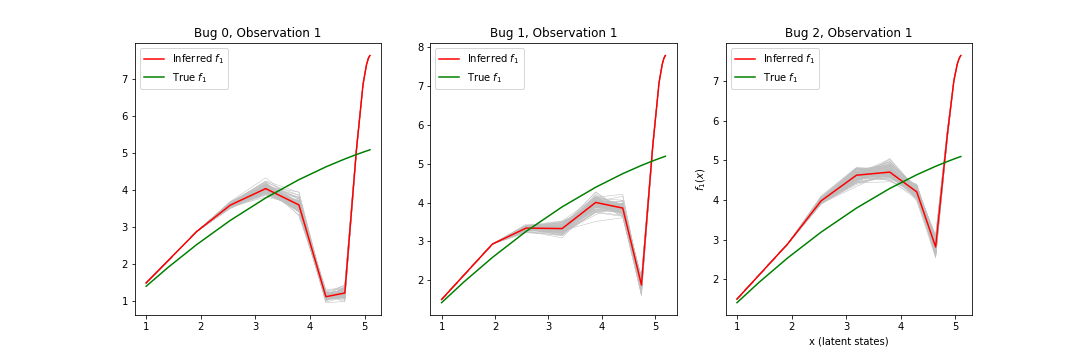 Bug 0, Observation 1
Inferred f₁
True f₁
7
6
5
4
3
2
1
1 2 3 4 5
Bug 1, Observation 1
Inferred f₁
True f₁
8
7
6
5
4
3
2
1 2 3 4 5
Bug 2, Observation 1
Inferred f₁
True f₁
f₁(x)
7
6
5
4
3
2
1 2 3 4 5
x (latent states)